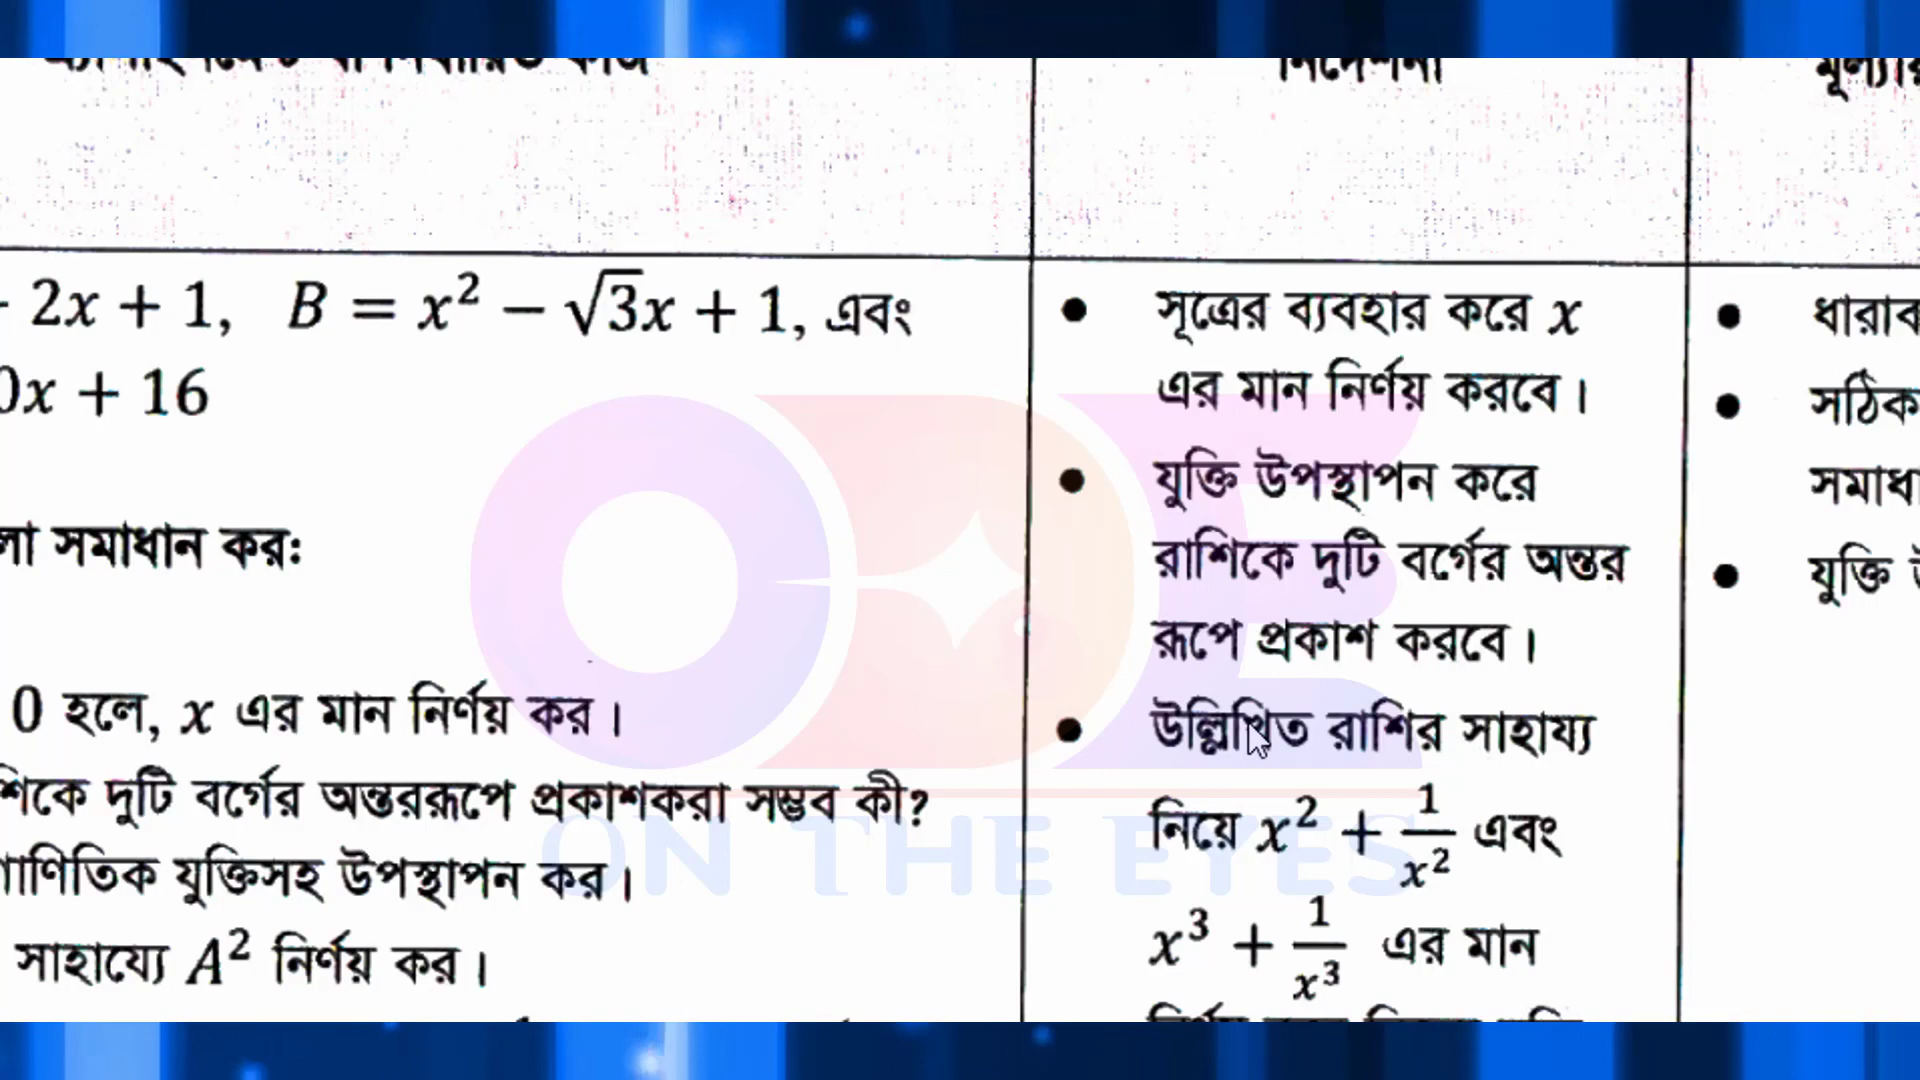 নির্দেশনা
2x + 1, B = x² − √3x + 1, এবং
0x + 16
সমাধান কর:
0 হলে, x এর মান নির্ণয় কর।
দুটি বর্গের অন্তররূপে প্রকাশকরা সম্ভব কী?
যুক্তিসহ উপস্থাপন কর।
সাহায্যে A² নির্ণয় কর।
• সূত্রের ব্যবহার করে x
এর মান নির্ণয় করবে।
• যুক্তি উপস্থাপন করে
রাশিকে দুটি বর্গের অন্তর
রূপে প্রকাশ করবে।
• উল্লিখিত রাশির সাহায্য
নিয়ে x² + 1/x² এবং
x³ + 1/x³ এর মান
•
• সঠিক
• যুক্তি
ON THE EYES